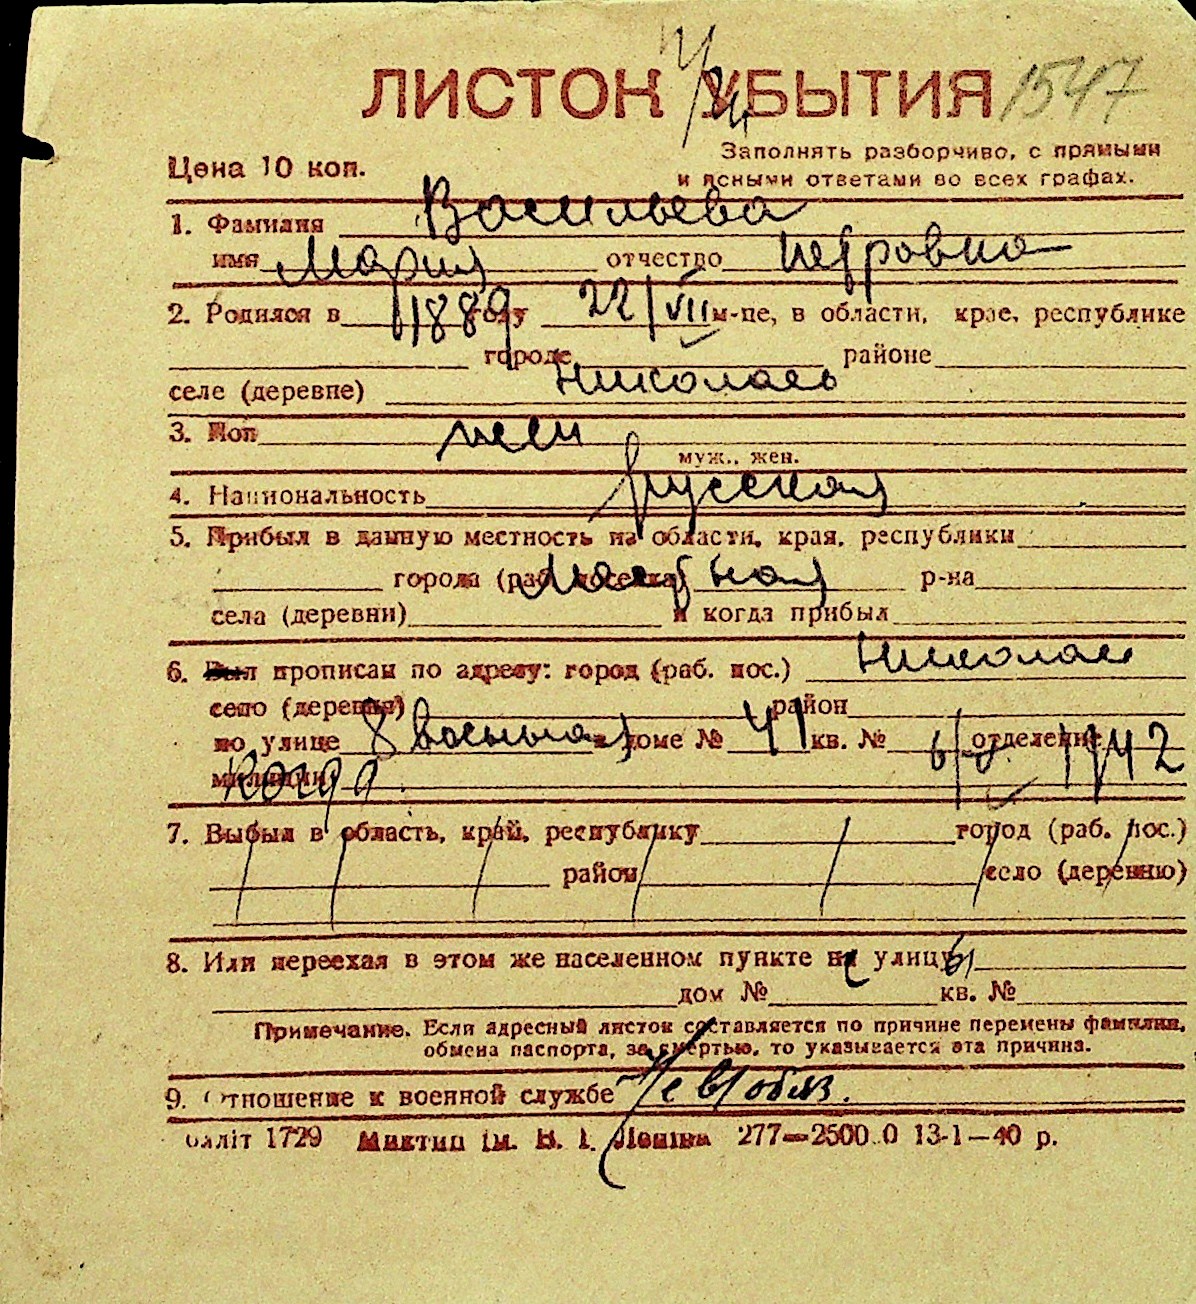 ЛИСТОК УБЫТИЯ 1547
Цена 10 коп.
Заполнять разборчиво, с прямыми
и ясными ответами во всех графах.
1. Фамилия Васильева
имя Мария отчество Петровна
2. Родился в 1889 году 22/VII м-це, в области, крае, республике
городе районе
селе (деревне) Николаев
3. Пол жен
муж., жен.
4. Национальность русская
5. Прибыл в данную местность из области, края, республики
города (раб. поселка) р-на
села (деревни) и когда прибыл
6. Был прописан по адресу: город (раб. пос.) Николаев
село (деревня) район
по улице 8 восьмая в доме № 41 кв. № отделение
милиции Когда 1942
7. Выбыл в область, край, республику город (раб. пос.)
район село (деревню)
8. Или переехал в этом же населенном пункте на улицу
дом № кв. №
Примечание. Если адресный листок составляется по причине перемены фамилии,
обмена паспорта, за смертью, то указывается эта причина.
9. Отношение к военной службе Не в/обяз.
1729 ім. В. І. Леніна 277—2500 0 13-1—40 р.